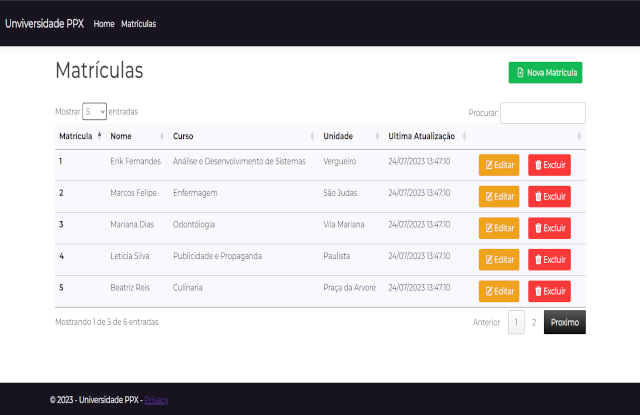 Unviversidade PPX Home Matrículas
Matrículas
Nova Matrícula
Mostrar 5 entradas Procurar:
Matrícula Nome Curso Unidade Ultima Atualização
1 Erik Fernandes Análise e Desenvolvimento de Sistemas Vergueiro 24/07/2023 13:47:10 Editar Excluir
2 Marcos Felipe Enfermagem São Judas 24/07/2023 13:47:10 Editar Excluir
3 Mariana Dias Odontólogia Vila Mariana 24/07/2023 13:47:10 Editar Excluir
4 Leticia Silva Publicidade e Propaganda Paulista 24/07/2023 13:47:10 Editar Excluir
5 Beatriz Reis Culinaria Praça da Arvoré 24/07/2023 13:47:10 Editar Excluir
Mostrando 1 de 5 de 6 entradas Anterior 1 2 Proximo
© 2023 - Universidade PPX - Privacy